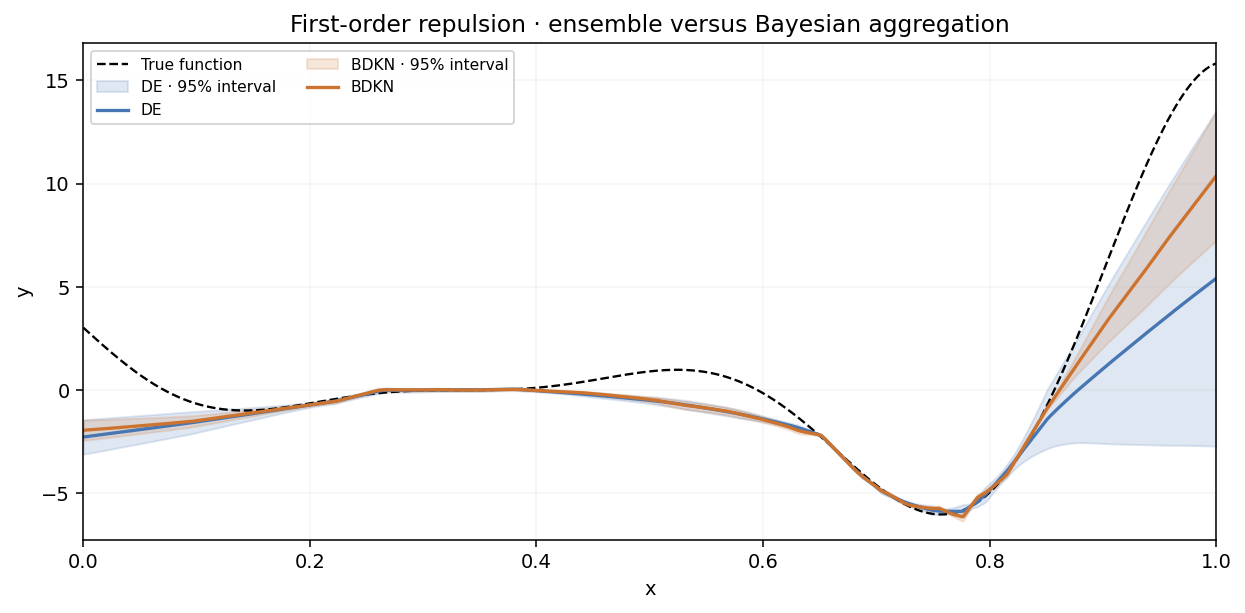 First-order repulsion · ensemble versus Bayesian aggregation
True function
DE · 95% interval
DE
BDKN · 95% interval
BDKN
15
10
5
0
−5
y
0.0 0.2 0.4 0.6 0.8 1.0
x